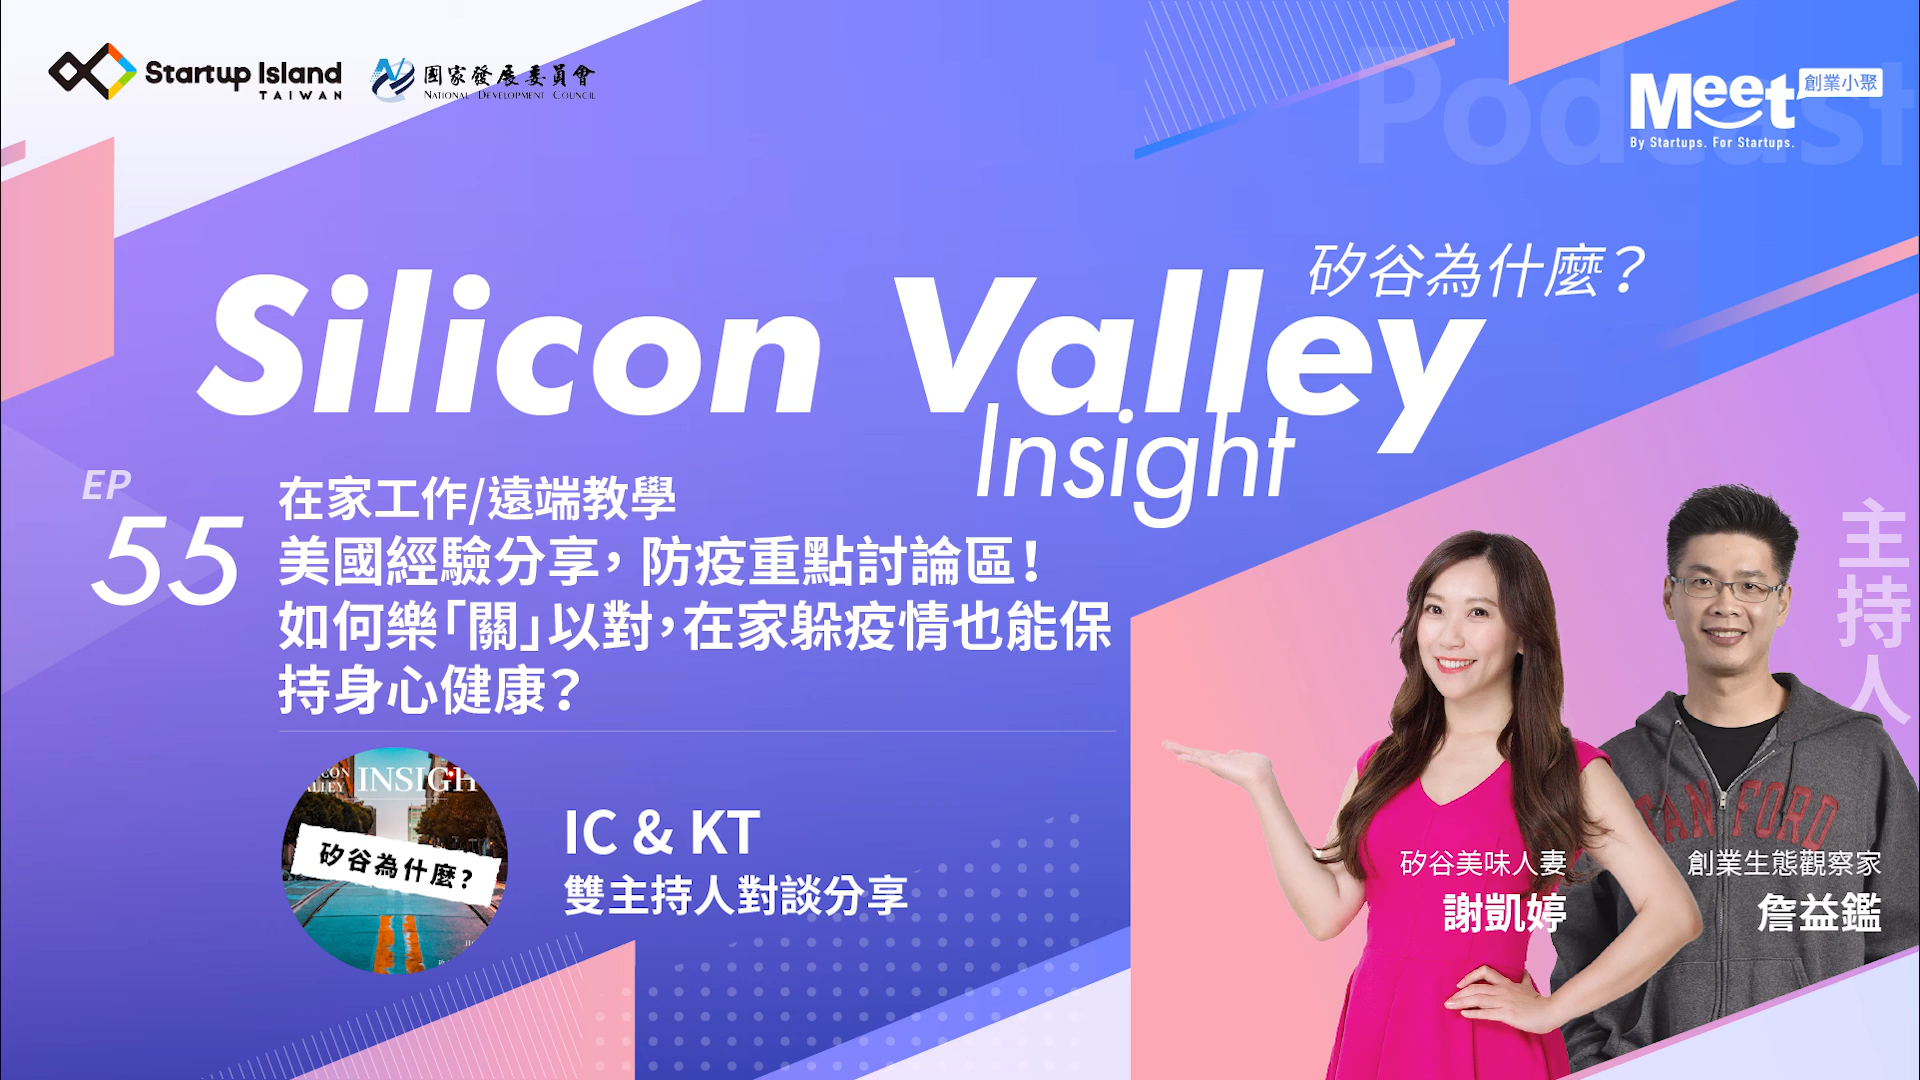 Startup Island
TAIWAN
國家發展委員會
NATIONAL DEVELOPMENT COUNCIL
Podcast
Meet 創業小聚
By Startups. For Startups.
矽谷為什麼？
Silicon Valley
Insight
EP
55
在家工作/遠端教學
美國經驗分享，防疫重點討論區！
如何樂「關」以對，在家躲疫情也能保
持身心健康？
INSIGH
矽谷為什麼？
IC & KT
雙主持人對談分享
主持人
TANFORD
矽谷美味人妻
謝凱婷
創業生態觀察家
詹益鑑